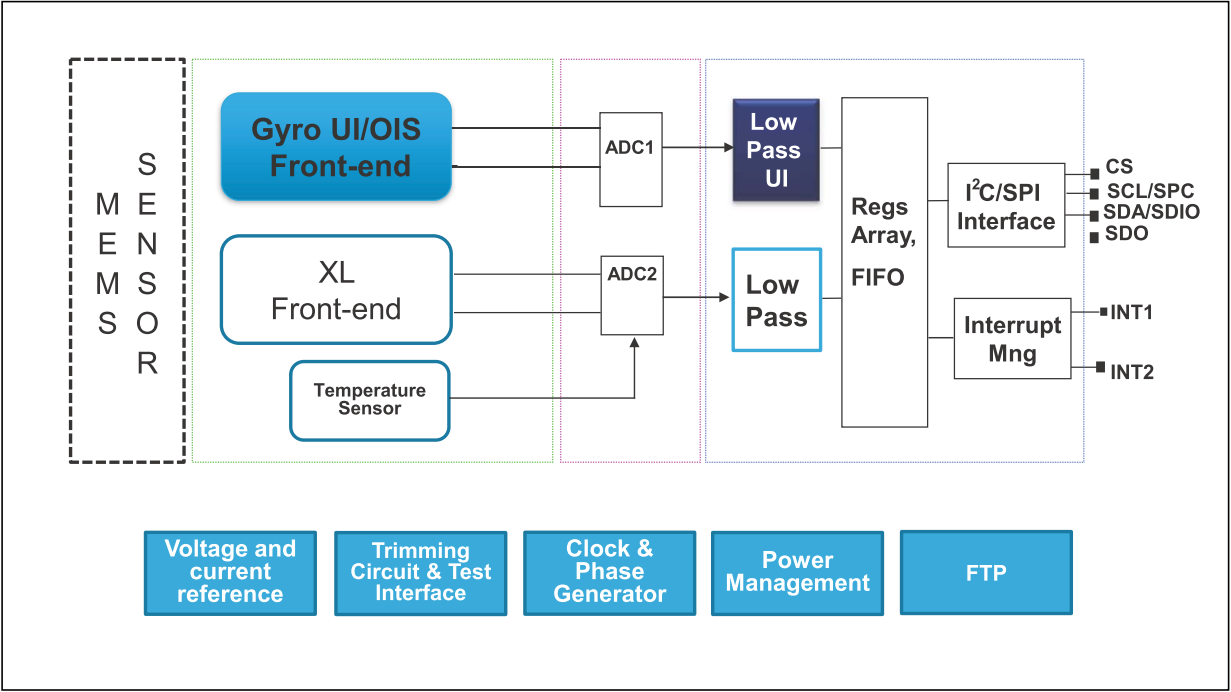 MEMS
SENSOR
Gyro UI/OIS
Front-end
XL
Front-end
Temperature
Sensor
ADC1
ADC2
Low
Pass
UI
Low
Pass
Regs
Array,
FIFO
I²C/SPI
Interface
Interrupt
Mng
CS
SCL/SPC
SDA/SDIO
SDO
INT1
INT2
Voltage and
current
reference
Trimming
Circuit & Test
Interface
Clock &
Phase
Generator
Power
Management
FTP